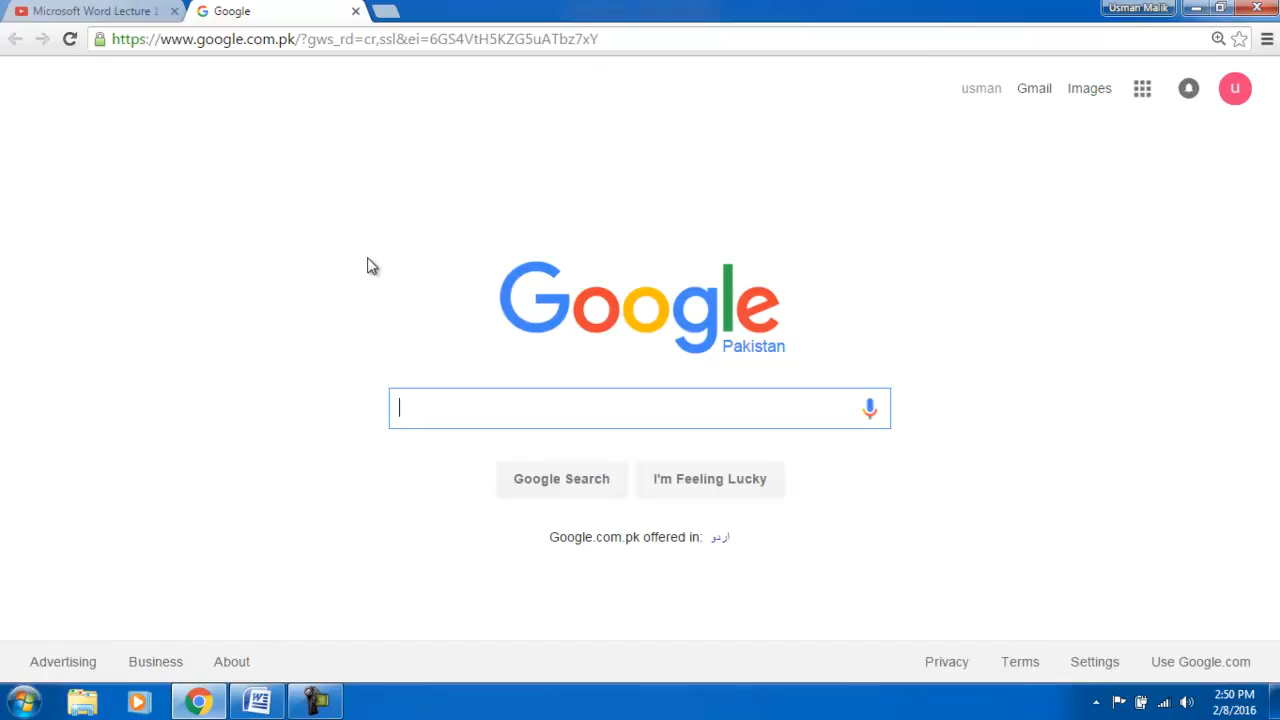 Microsoft Word Lecture 1
Google
Usman Malik
https://www.google.com.pk/?gws_rd=cr,ssl&ei=6GS4VtH5KZG5uATbz7xY
usman Gmail Images u
Google
Pakistan
Google Search I'm Feeling Lucky
Google.com.pk offered in: اردو
Advertising Business About Privacy Terms Settings Use Google.com
2:50 PM
2/8/2016